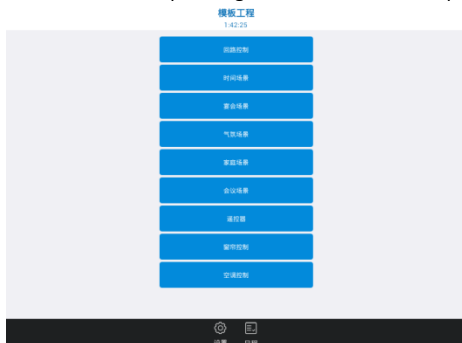 模板工程
1:42:25
回路控制
时间场景
宴会场景
气氛场景
家庭场景
会议场景
遥控器
窗帘控制
空调控制